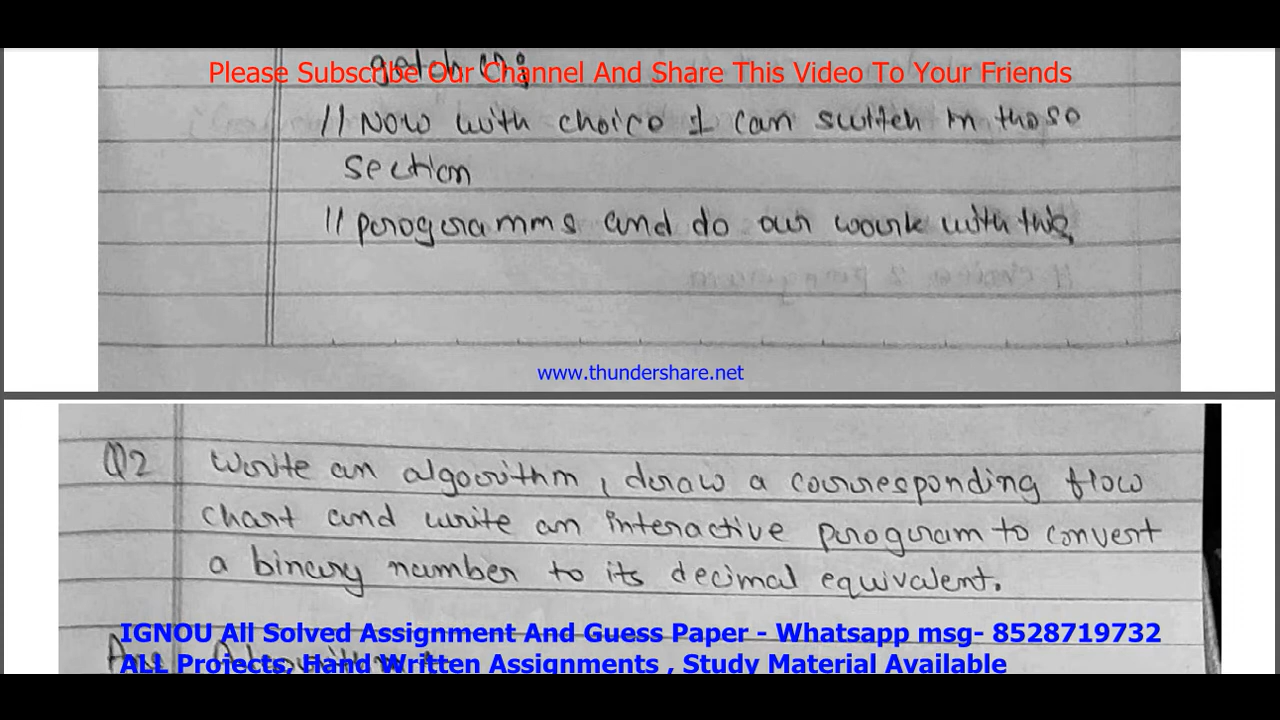 getch();
Please Subscribe Our Channel And Share This Video To Your Friends
// Now with choice I can switch in those
section
// programms and do our work with this
www.thundershare.net
Q2 Write an algorithm, draw a corresponding flow
chart and write an interactive program to convert
a binary number to its decimal equivalent.
IGNOU All Solved Assignment And Guess Paper - Whatsapp msg- 8528719732
ALL Projects, Hand Written Assignments , Study Material Available